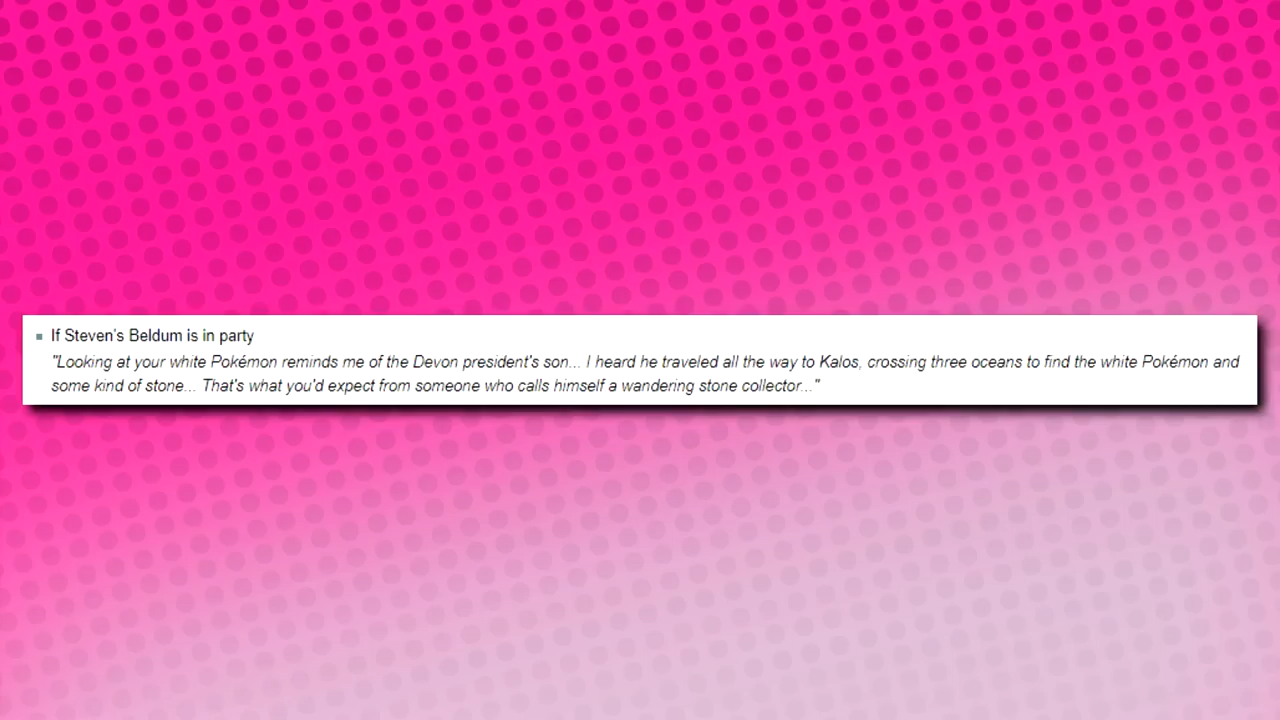 If Steven's Beldum is in party
"Looking at your white Pokémon reminds me of the Devon president's son... I heard he traveled all the way to Kalos, crossing three oceans to find the white Pokémon and
some kind of stone... That's what you'd expect from someone who calls himself a wandering stone collector..."